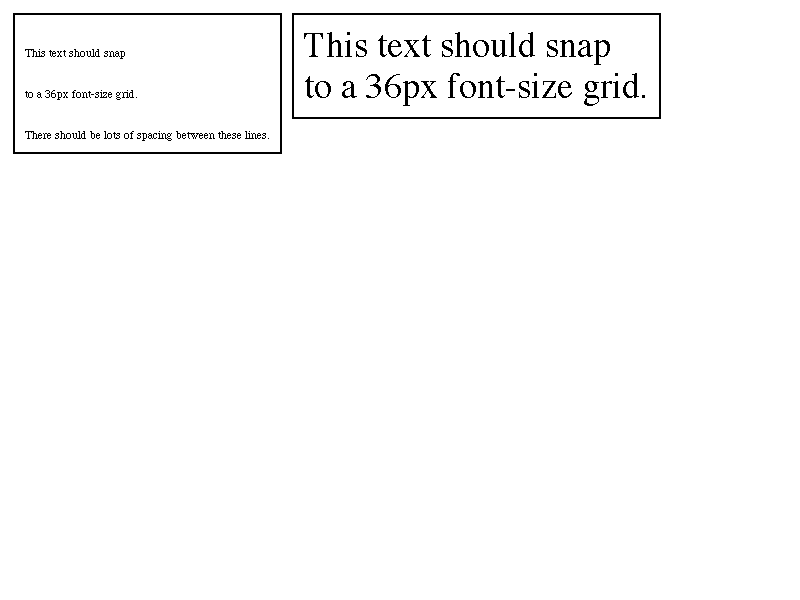 This text should snap
to a 36px font-size grid.
There should be lots of spacing between these lines.
This text should snap
to a 36px font-size grid.